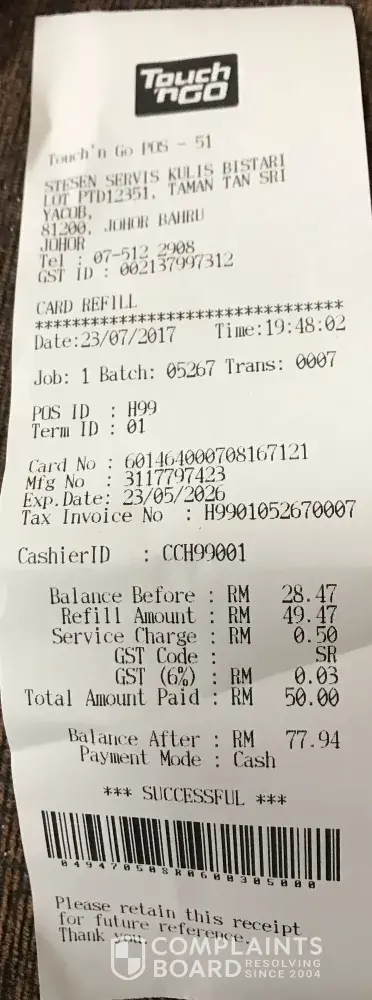 Touch
'nGO
Touch'n Go POS - 51
STESEN SERVIS KULIS BISTARI
LOT PTD12351, TAMAN TAN SRI
YACOB,
81200, JOHOR BAHRU
JOHOR
Tel : 07-512 2908
GST ID : 002137997312
CARD REFILL
**********************************
Date:23/07/2017 Time:19:48:02
Job: 1 Batch: 05267 Trans: 0007
POS ID : H99
Term ID : 01
Card No : 601464000708167121
Mfg No : 3117797423
Exp.Date: 23/05/2026
Tax Invoice No : H9901052670007
CashierID : CCH99001
Balance Before : RM 28.47
Refill Amount : RM 49.47
Service Charge : RM 0.50
GST Code : SR
GST (6%) : RM 0.03
Total Amount Paid : RM 50.00
Balance After : RM 77.94
Payment Mode : Cash
*** SUCCESSFUL ***
04947050SR0600305000
Please retain this receipt
for future reference.
Thank you.
COMPLAINTS
BOARD RESOLVING
SINCE 2004